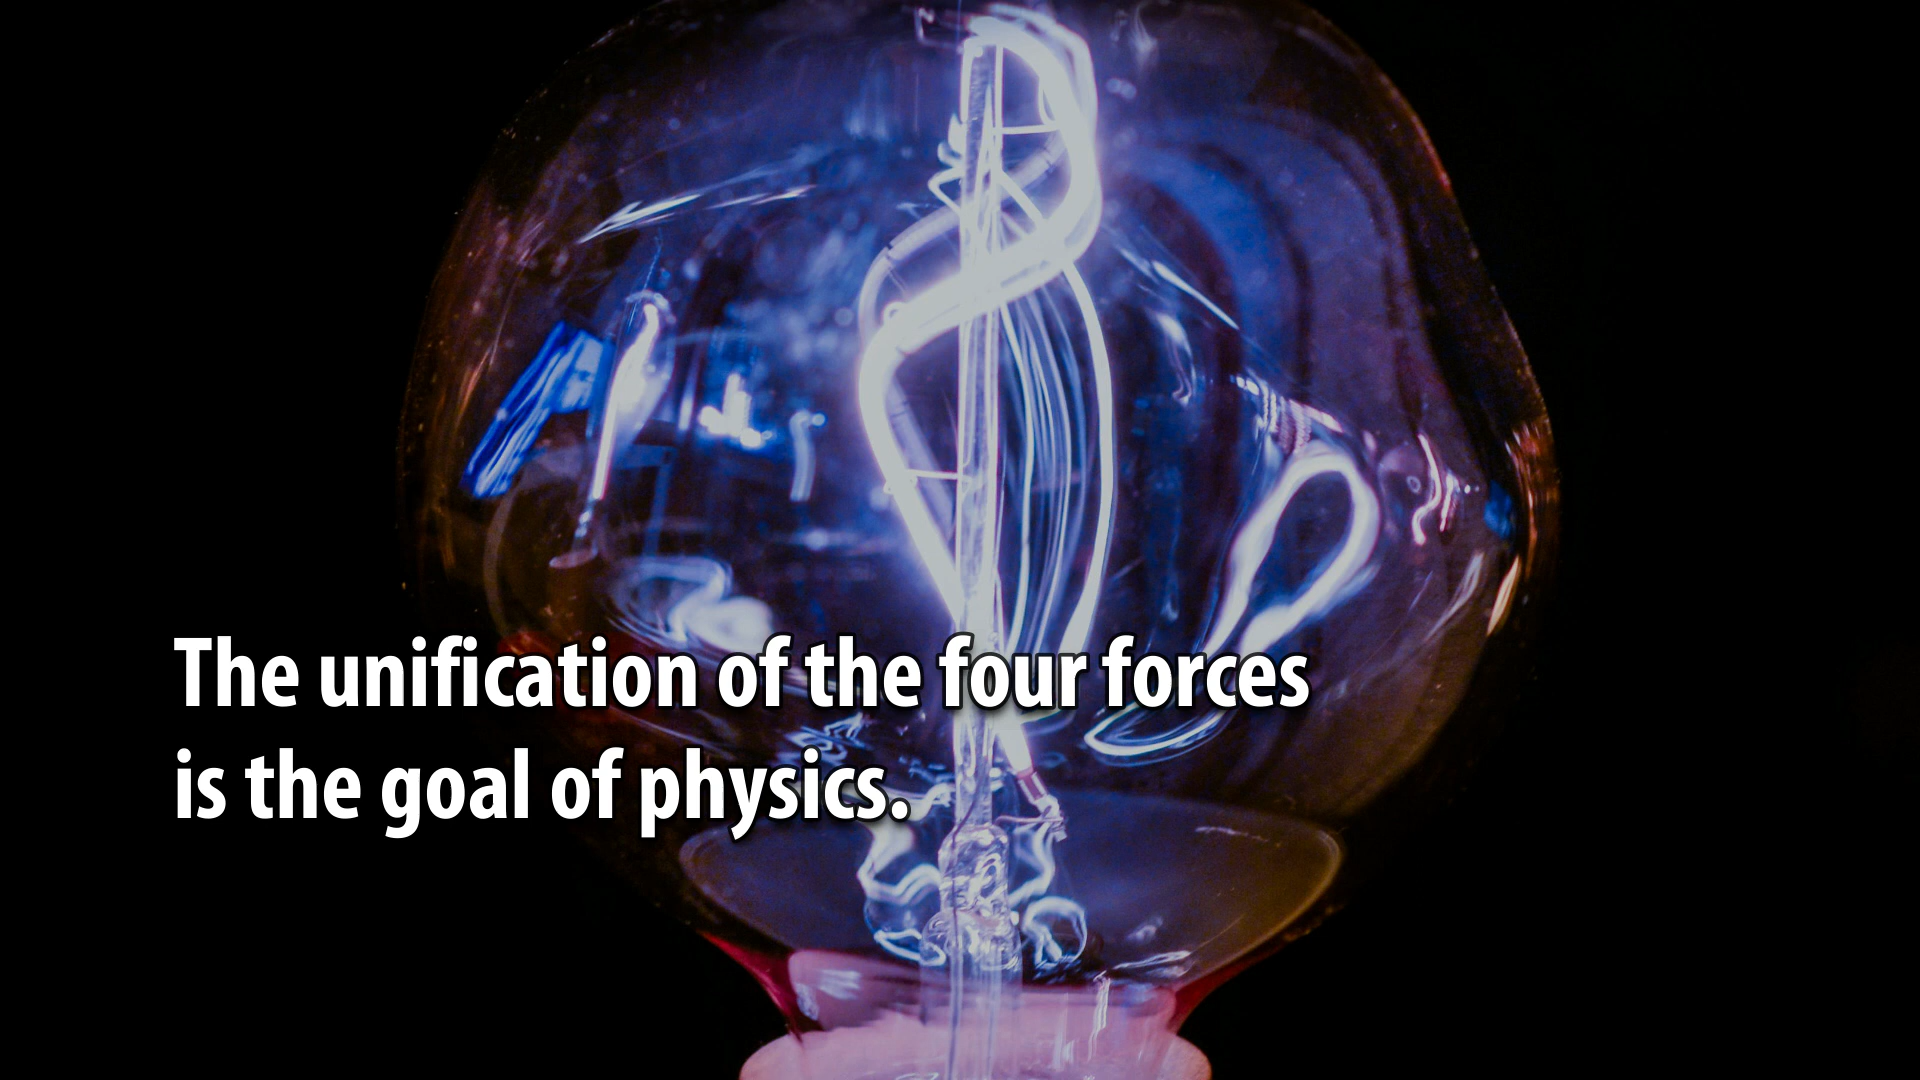 The unification of the four forces
is the goal of physics.